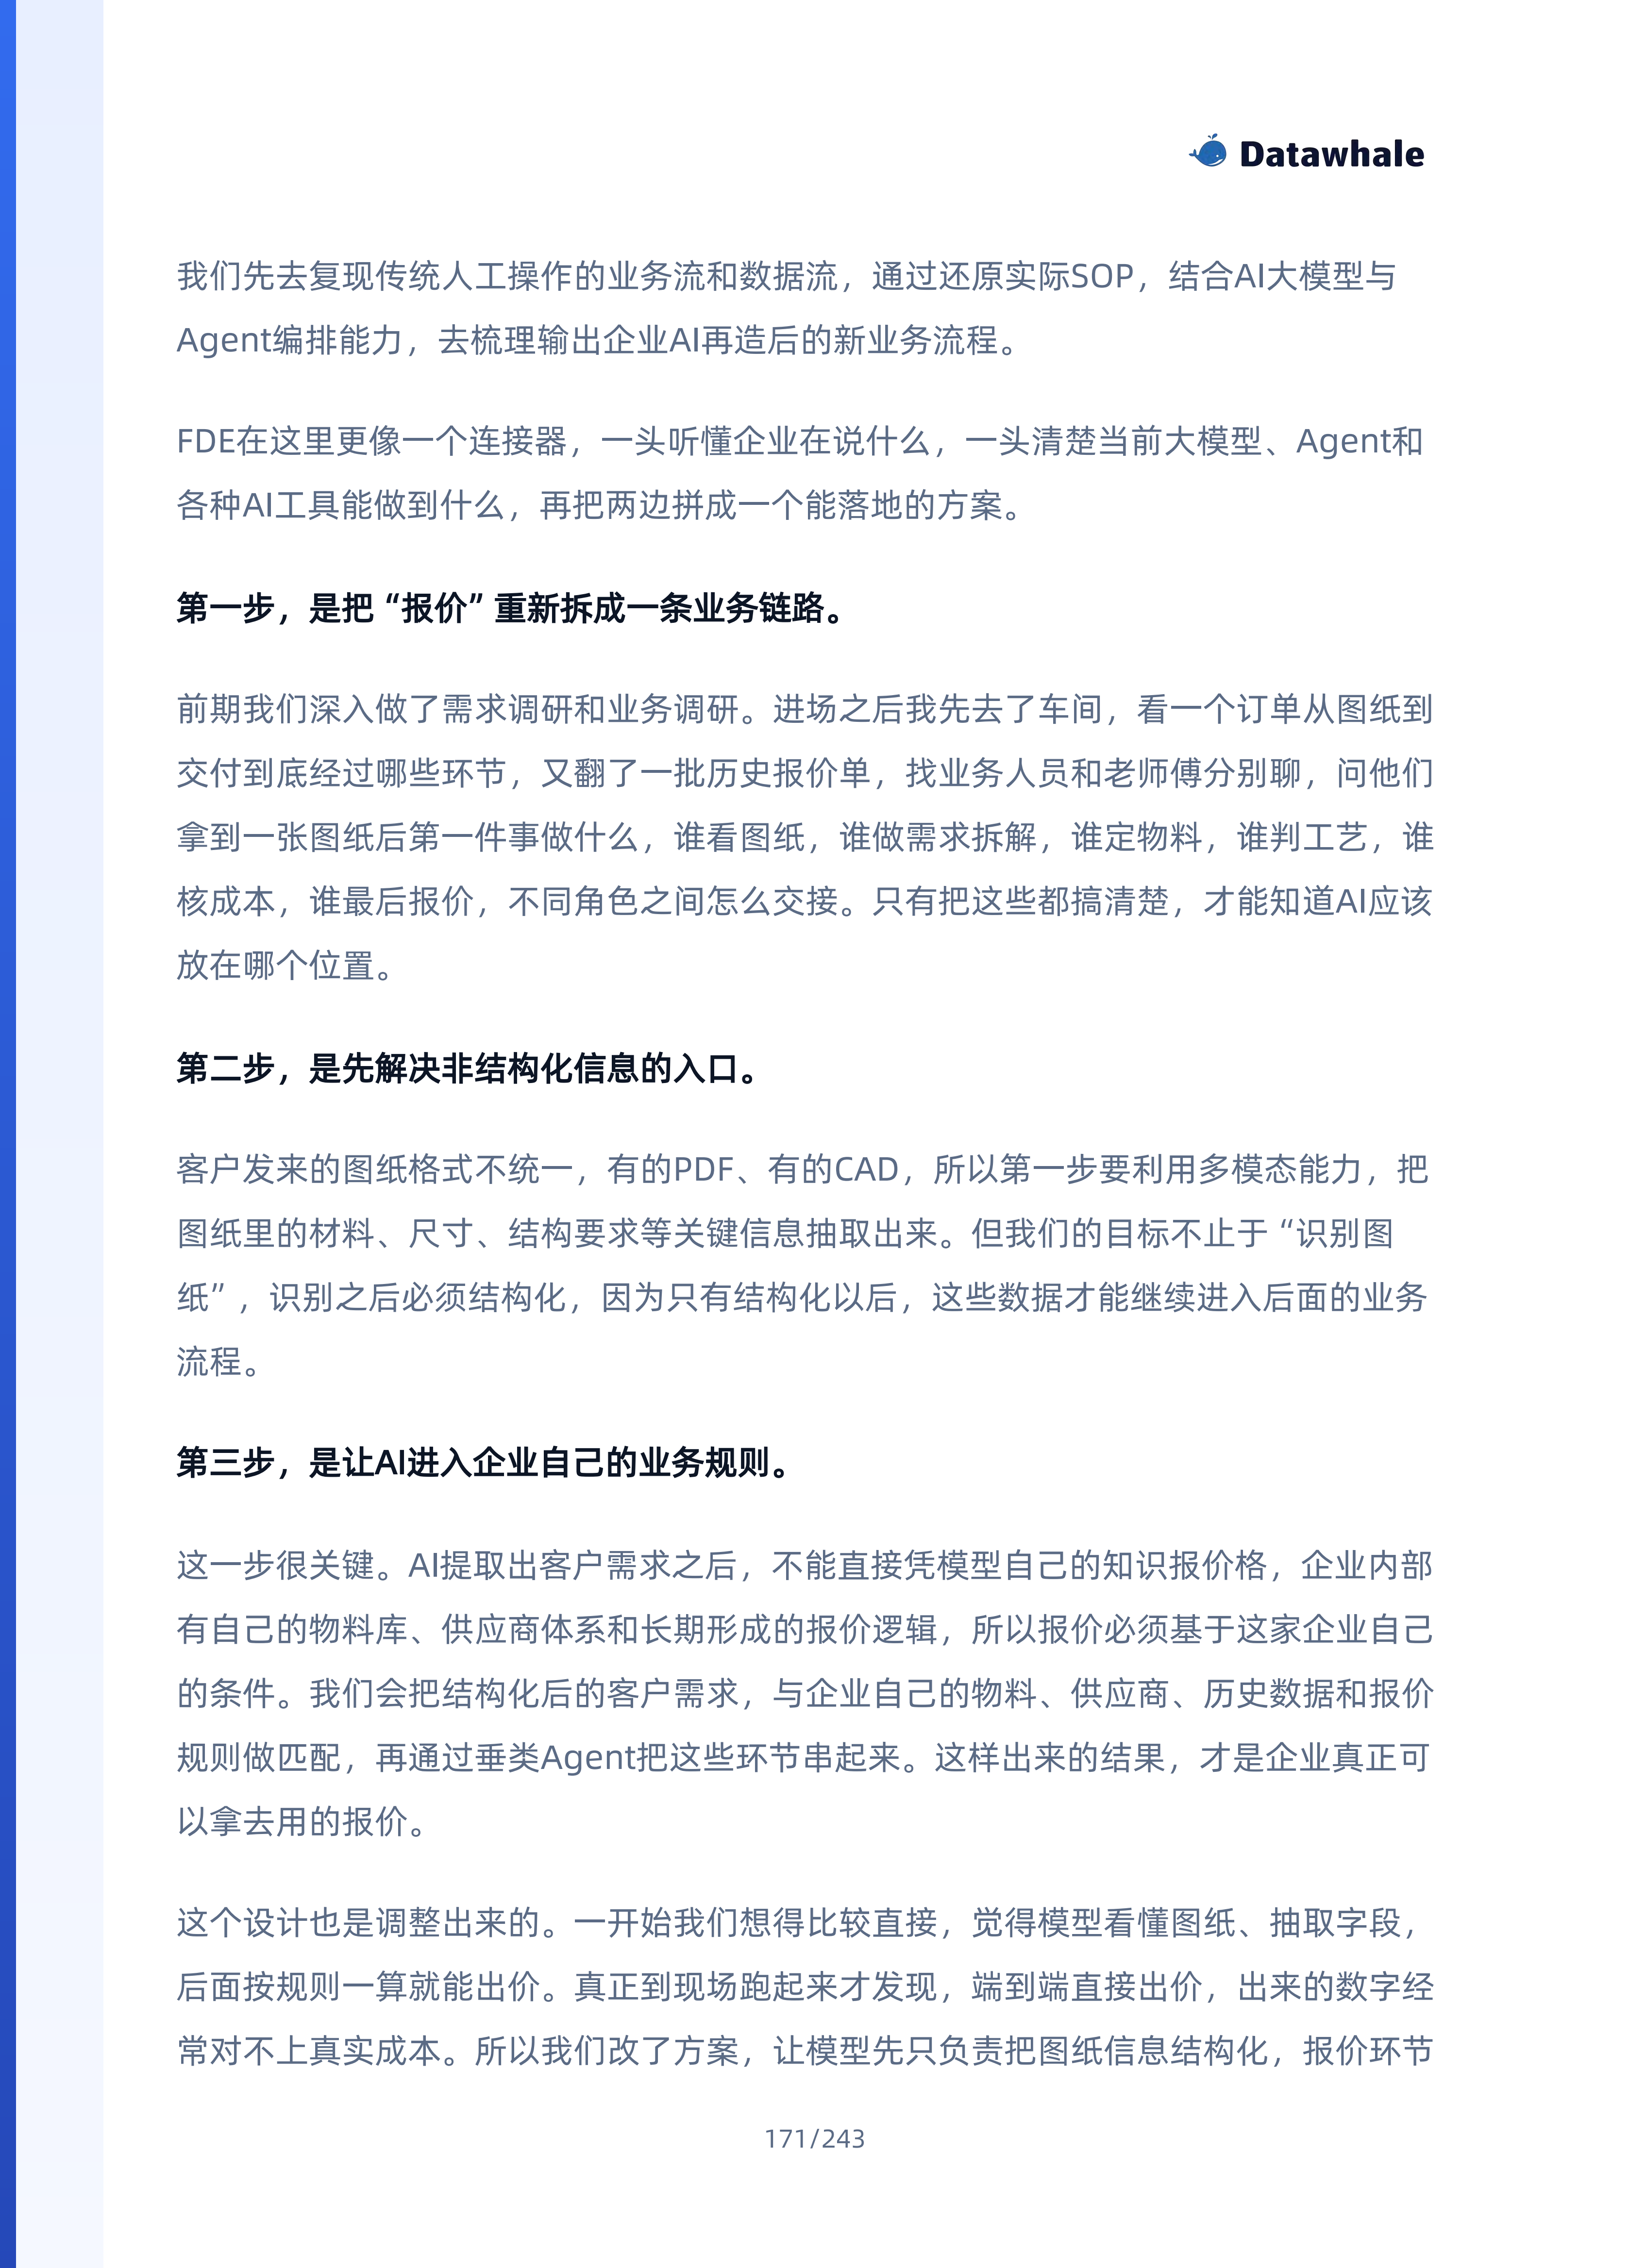 Datawhale
我们先去复现传统人工操作的业务流和数据流，通过还原实际SOP，结合AI大模型与
Agent编排能力，去梳理输出企业AI再造后的新业务流程。
FDE在这里更像一个连接器，一头听懂企业在说什么，一头清楚当前大模型、Agent和
各种AI工具能做到什么，再把两边拼成一个能落地的方案。
第一步，是把“报价”重新拆成一条业务链路。
前期我们深入做了需求调研和业务调研。进场之后我先去了车间，看一个订单从图纸到
交付到底经过哪些环节，又翻了一批历史报价单，找业务人员和老师傅分别聊，问他们
拿到一张图纸后第一件事做什么，谁看图纸，谁做需求拆解，谁定物料，谁判工艺，谁
核成本，谁最后报价，不同角色之间怎么交接。只有把这些都搞清楚，才能知道AI应该
放在哪个位置。
第二步，是先解决非结构化信息的入口。
客户发来的图纸格式不统一，有的PDF、有的CAD，所以第一步要利用多模态能力，把
图纸里的材料、尺寸、结构要求等关键信息抽取出来。但我们的目标不止于“识别图
纸”，识别之后必须结构化，因为只有结构化以后，这些数据才能继续进入后面的业务
流程。
第三步，是让AI进入企业自己的业务规则。
这一步很关键。AI提取出客户需求之后，不能直接凭模型自己的知识报价格，企业内部
有自己的物料库、供应商体系和长期形成的报价逻辑，所以报价必须基于这家企业自己
的条件。我们会把结构化后的客户需求，与企业自己的物料、供应商、历史数据和报价
规则做匹配，再通过垂类Agent把这些环节串起来。这样出来的结果，才是企业真正可
以拿去用的报价。
这个设计也是调整出来的。一开始我们想得比较直接，觉得模型看懂图纸、抽取字段，
后面按规则一算就能出价。真正到现场跑起来才发现，端到端直接出价，出来的数字经
常对不上真实成本。所以我们改了方案，让模型先只负责把图纸信息结构化，报价环节
171/243